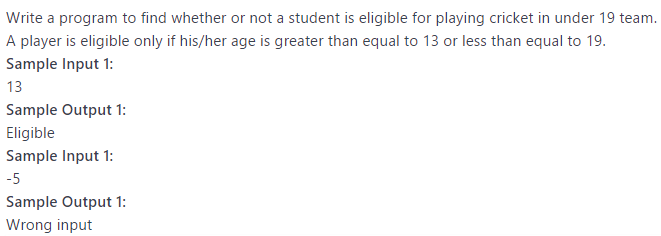 Write a program to find whether or not a student is eligible for playing cricket in under 19 team.
A player is eligible only if his/her age is greater than equal to 13 or less than equal to 19.
Sample Input 1:
13
Sample Output 1:
Eligible
Sample Input 1:
-5
Sample Output 1:
Wrong input